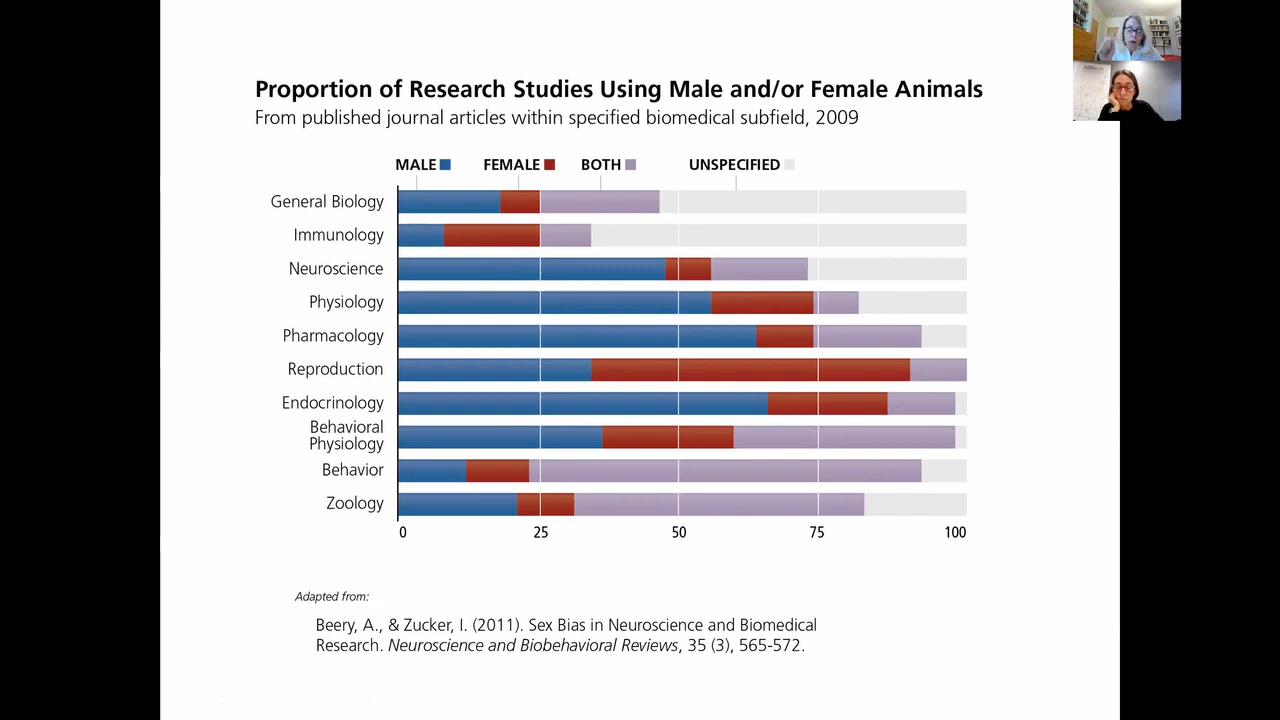 Proportion of Research Studies Using Male and/or Female Animals
From published journal articles within specified biomedical subfield, 2009
MALE FEMALE BOTH UNSPECIFIED
General Biology
Immunology
Neuroscience
Physiology
Pharmacology
Reproduction
Endocrinology
Behavioral
Physiology
Behavior
Zoology
0 25 50 75 100
Adapted from:
Beery, A., & Zucker, I. (2011). Sex Bias in Neuroscience and Biomedical
Research. Neuroscience and Biobehavioral Reviews, 35 (3), 565-572.